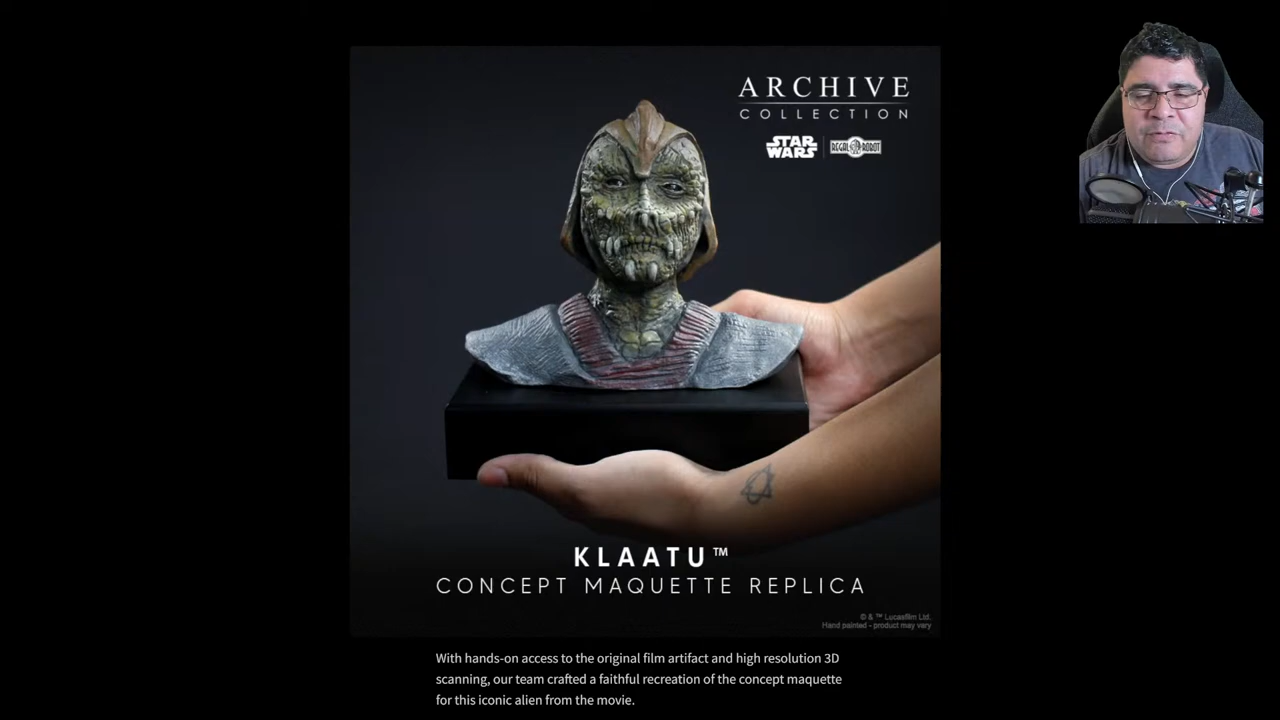 ARCHIVE
COLLECTION
STAR WARS | REGAL ROBOT
KLAATU™
CONCEPT MAQUETTE REPLICA
© & ™ Lucasfilm Ltd.
Hand painted - product may vary
With hands-on access to the original film artifact and high resolution 3D
scanning, our team crafted a faithful recreation of the concept maquette
for this iconic alien from the movie.